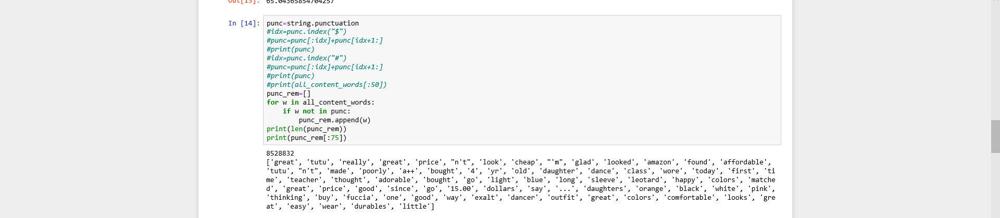 Out[13]: 65.04365854704257
In [14]: punc=string.punctuation
#idx=punc.index("$")
#punc=punc[:idx]+punc[idx+1:]
#print(punc)
#idx=punc.index("#")
#punc=punc[:idx]+punc[idx+1:]
#print(punc)
#print(all_content_words[:50])
punc_rem=[]
for w in all_content_words:
    if w not in punc:
        punc_rem.append(w)
print(len(punc_rem))
print(punc_rem[:75])
8528832
['great', 'tutu', 'really', 'great', 'price', "n't", 'look', 'cheap', "'m", 'glad', 'looked', 'amazon', 'found', 'affordable',
'tutu', "n't", 'made', 'poorly', 'a++', 'bought', '4', 'yr', 'old', 'daughter', 'dance', 'class', 'wore', 'today', 'first', 'ti
me', 'teacher', 'thought', 'adorable', 'bought', 'go', 'light', 'blue', 'long', 'sleeve', 'leotard', 'happy', 'colors', 'matche
d', 'great', 'price', 'good', 'since', 'go', '15.00', 'dollars', 'say', '...', 'daughters', 'orange', 'black', 'white', 'pink',
'thinking', 'buy', 'fuccia', 'one', 'good', 'way', 'exalt', 'dancer', 'outfit', 'great', 'colors', 'comfortable', 'looks', 'gre
at', 'easy', 'wear', 'durables', 'little']